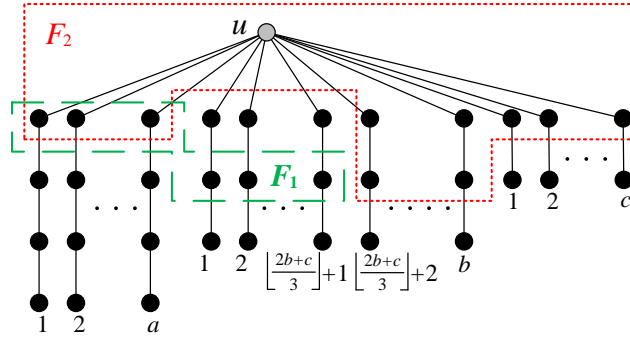 u
F₂
F₁
. . . . . . . . . . .
1 2 c
1 2 ⌊(2b+c)/3⌋+1 ⌊(2b+c)/3⌋+2 b
. . .
1 2 a